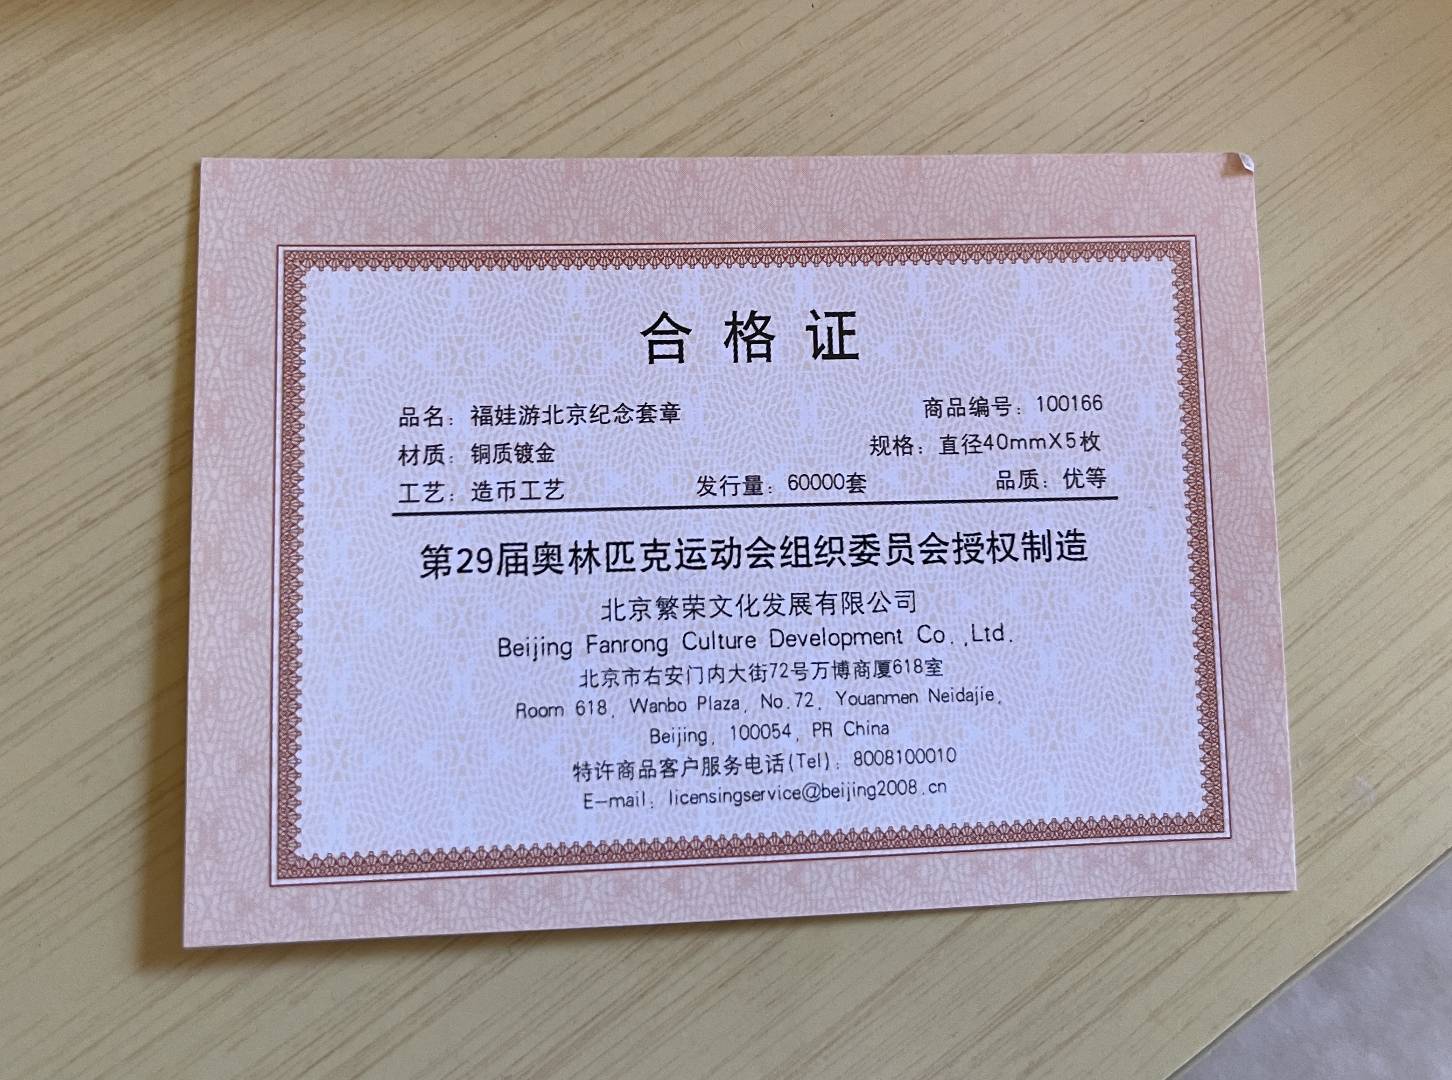 合格证
品名：福娃游北京纪念套章 商品编号：100166
材质：铜质镀金 规格：直径40mmX5枚
工艺：造币工艺 发行量：60000套 品质：优等
第29届奥林匹克运动会组织委员会授权制造
北京繁荣文化发展有限公司
Beijing Fanrong Culture Development Co.,Ltd.
北京市右安门内大街72号万博商厦618室
Room 618, Wanbo Plaza, No.72, Youanmen Neidajie,
Beijing, 100054, PR China
特许商品客户服务电话(Tel)：8008100010
E-mail：licensingservice@beijing2008.cn